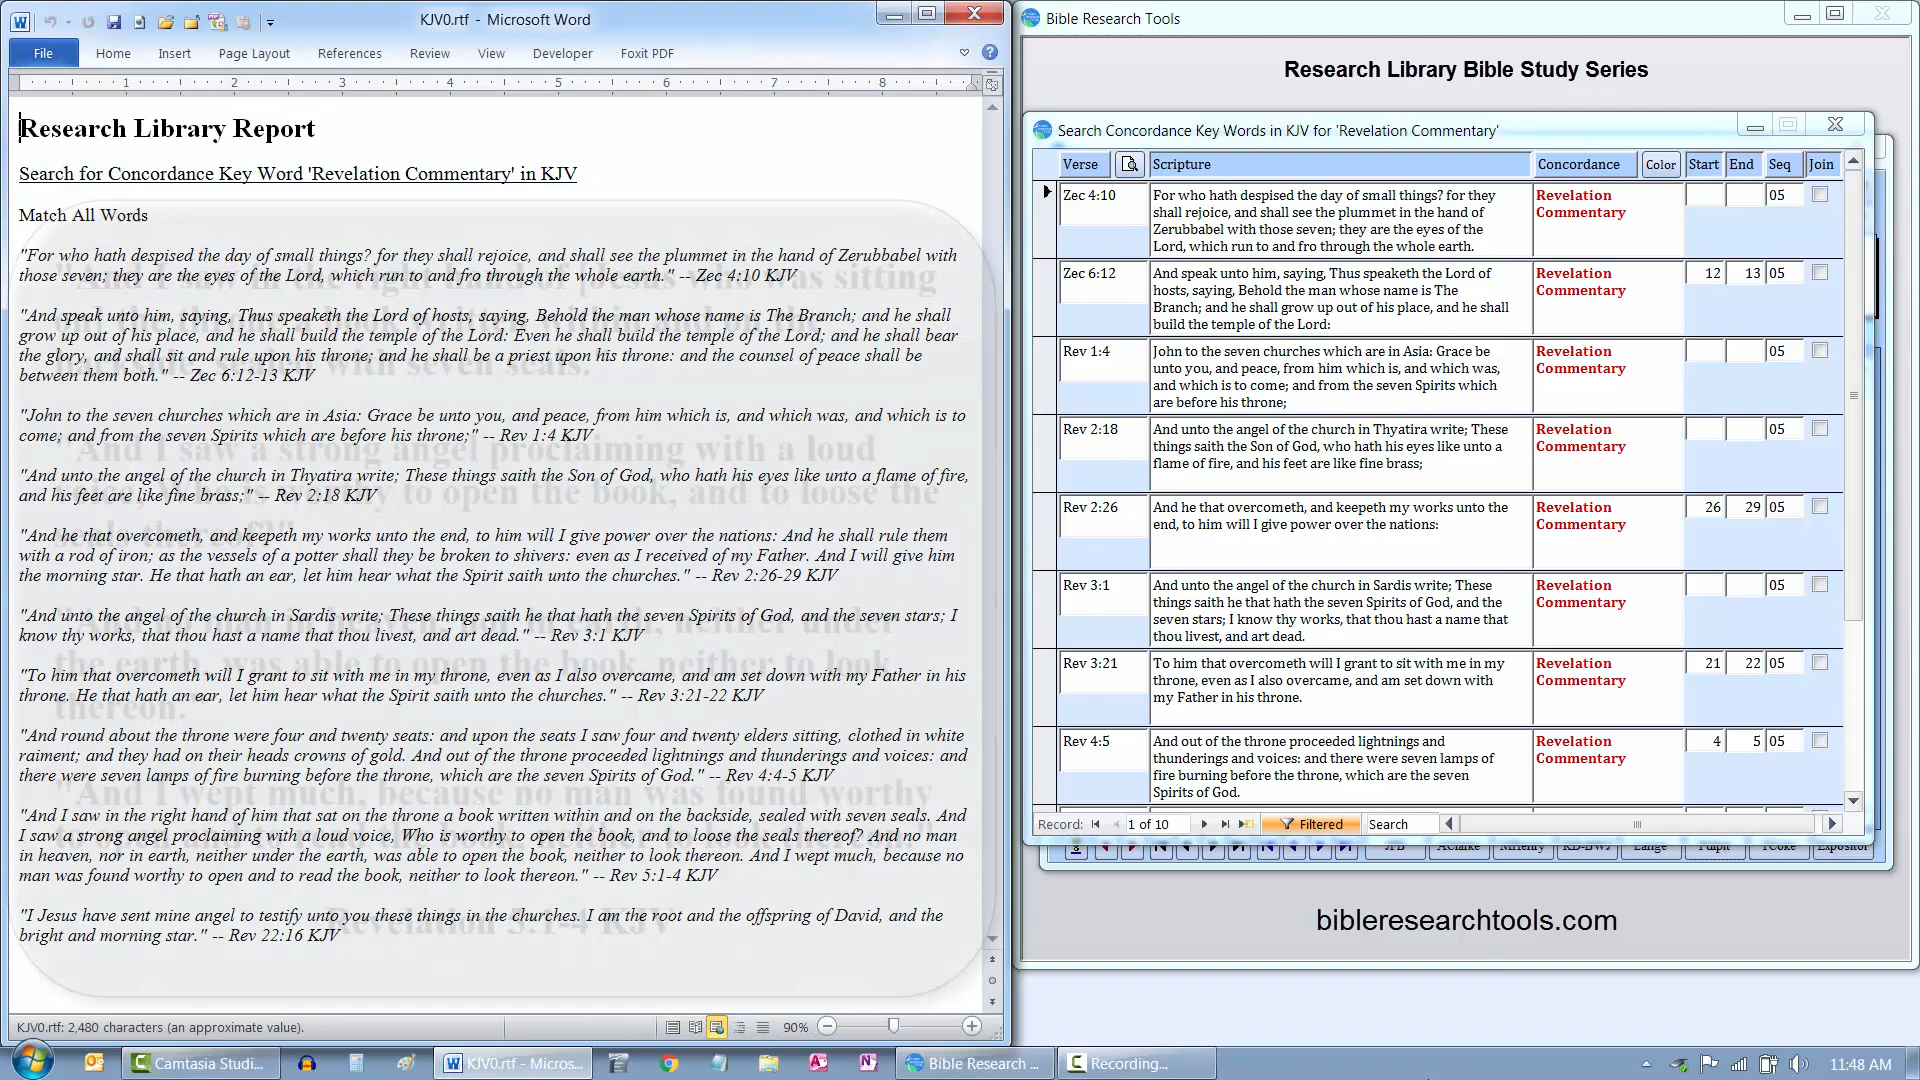 KJV0.rtf - Microsoft Word
File Home Insert Page Layout References Review View Developer Foxit PDF
1 2 3 4 5 6 7 8
Research Library Report
Search for Concordance Key Word 'Revelation Commentary' in KJV
Match All Words
"For who hath despised the day of small things? for they shall rejoice, and shall see the plummet in the hand of Zerubbabel with
those seven; they are the eyes of the Lord, which run to and fro through the whole earth." -- Zec 4:10 KJV
"And speak unto him, saying, Thus speaketh the Lord of hosts, saying, Behold the man whose name is The Branch; and he shall
grow up out of his place, and he shall build the temple of the Lord: Even he shall build the temple of the Lord; and he shall bear
the glory, and shall sit and rule upon his throne; and he shall be a priest upon his throne: and the counsel of peace shall be
between them both." -- Zec 6:12-13 KJV
"John to the seven churches which are in Asia: Grace be unto you, and peace, from him which is, and which was, and which is to
come; and from the seven Spirits which are before his throne;" -- Rev 1:4 KJV
"And unto the angel of the church in Thyatira write; These things saith the Son of God, who hath his eyes like unto a flame of fire,
and his feet are like fine brass;" -- Rev 2:18 KJV
"And he that overcometh, and keepeth my works unto the end, to him will I give power over the nations: And he shall rule them
with a rod of iron; as the vessels of a potter shall they be broken to shivers: even as I received of my Father. And I will give him
the morning star. He that hath an ear, let him hear what the Spirit saith unto the churches." -- Rev 2:26-29 KJV
"And unto the angel of the church in Sardis write; These things saith he that hath the seven Spirits of God, and the seven stars; I
know thy works, that thou hast a name that thou livest, and art dead." -- Rev 3:1 KJV
"To him that overcometh will I grant to sit with me in my throne, even as I also overcame, and am set down with my Father in his
throne. He that hath an ear, let him hear what the Spirit saith unto the churches." -- Rev 3:21-22 KJV
"And round about the throne were four and twenty seats: and upon the seats I saw four and twenty elders sitting, clothed in white
raiment; and they had on their heads crowns of gold. And out of the throne proceeded lightnings and thunderings and voices: and
there were seven lamps of fire burning before the throne, which are the seven Spirits of God." -- Rev 4:4-5 KJV
"And I saw in the right hand of him that sat on the throne a book written within and on the backside, sealed with seven seals. And
I saw a strong angel proclaiming with a loud voice, Who is worthy to open the book, and to loose the seals thereof? And no man
in heaven, nor in earth, neither under the earth, was able to open the book, neither to look thereon. And I wept much, because no
man was found worthy to open and to read the book, neither to look thereon." -- Rev 5:1-4 KJV
"I Jesus have sent mine angel to testify unto you these things in the churches. I am the root and the offspring of David, and the
bright and morning star." -- Rev 22:16 KJV
KJV0.rtf: 2,480 characters (an approximate value). 90%
Bible Research Tools
Research Library Bible Study Series
Search Concordance Key Words in KJV for 'Revelation Commentary'
Verse Scripture Concordance Color Start End Seq Join
Zec 4:10 For who hath despised the day of small things? for they Revelation 05
shall rejoice, and shall see the plummet in the hand of Commentary
Zerubbabel with those seven; they are the eyes of the
Lord, which run to and fro through the whole earth.
Zec 6:12 And speak unto him, saying, Thus speaketh the Lord of Revelation 12 13 05
hosts, saying, Behold the man whose name is The Commentary
Branch; and he shall grow up out of his place, and he shall
build the temple of the Lord:
Rev 1:4 John to the seven churches which are in Asia: Grace be Revelation 05
unto you, and peace, from him which is, and which was, Commentary
and which is to come; and from the seven Spirits which
are before his throne;
Rev 2:18 And unto the angel of the church in Thyatira write; These Revelation 05
things saith the Son of God, who hath his eyes like unto a Commentary
flame of fire, and his feet are like fine brass;
Rev 2:26 And he that overcometh, and keepeth my works unto the Revelation 26 29 05
end, to him will I give power over the nations: Commentary
Rev 3:1 And unto the angel of the church in Sardis write; These Revelation 05
things saith he that hath the seven Spirits of God, and the Commentary
seven stars; I know thy works, that thou hast a name that
thou livest, and art dead.
Rev 3:21 To him that overcometh will I grant to sit with me in my Revelation 21 22 05
throne, even as I also overcame, and am set down with Commentary
my Father in his throne.
Rev 4:5 And out of the throne proceeded lightnings and Revelation 4 5 05
thunderings and voices: and there were seven lamps of Commentary
fire burning before the throne, which are the seven
Spirits of God.
Record: 1 of 10 Filtered Search
bibleresearchtools.com
Camtasia Studi... KJV0.rtf - Micros... Bible Research ... Recording... 11:48 AM